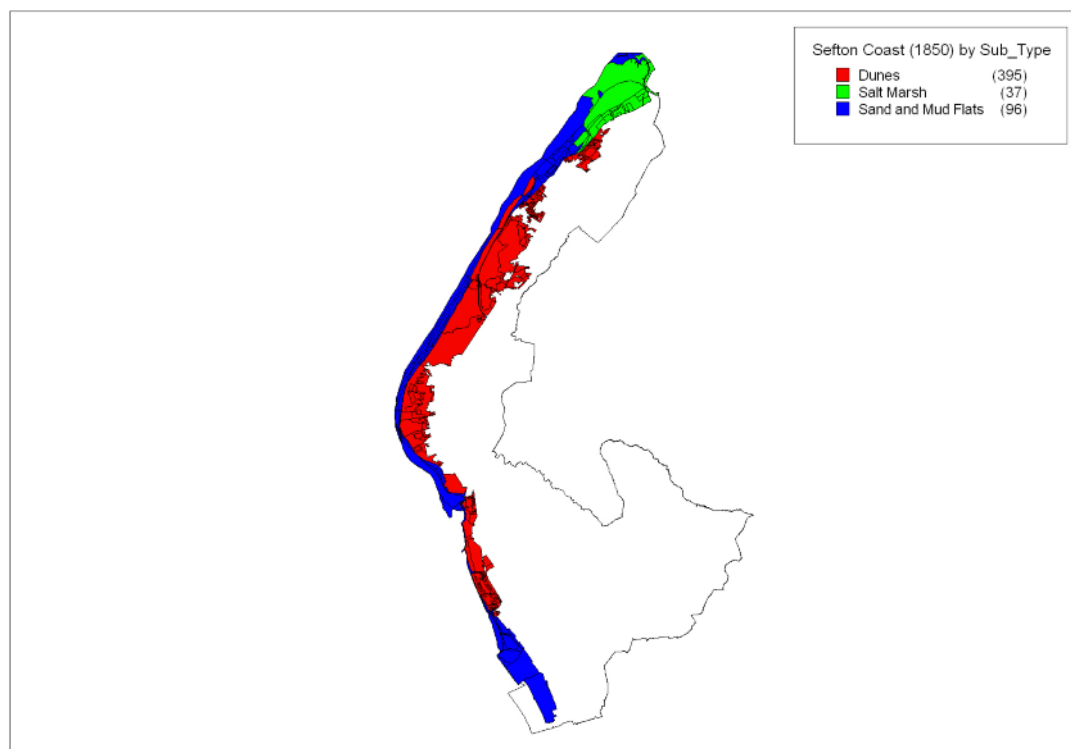 Sefton Coast (1850) by Sub_Type
Dunes (395)
Salt Marsh (37)
Sand and Mud Flats (96)